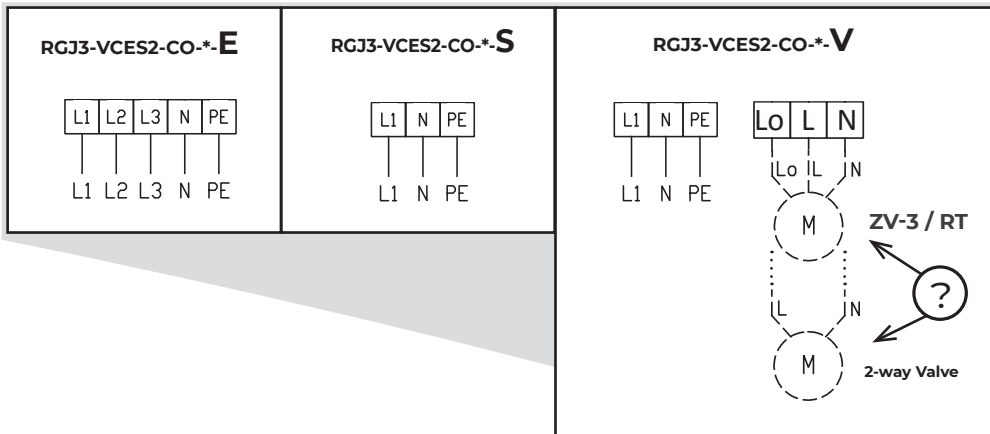 RGJ3-VCES2-CO-*-E
L1 L2 L3 N PE
L1 L2 L3 N PE
RGJ3-VCES2-CO-*-S
L1 N PE
L1 N PE
RGJ3-VCES2-CO-*-V
L1 N PE
L1 N PE
Lo L N
Lo L N
M
ZV-3 / RT
?
L N
M
2-way Valve